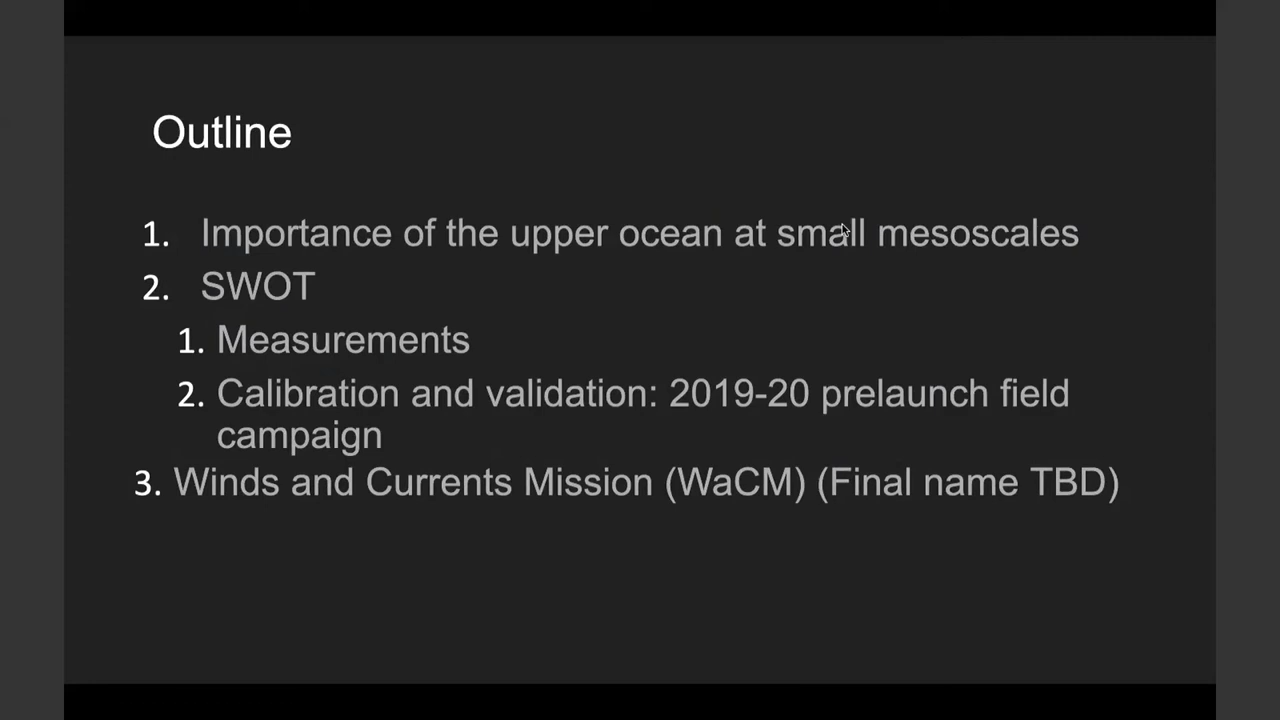 Outline
1. Importance of the upper ocean at small mesoscales
2. SWOT
1. Measurements
2. Calibration and validation: 2019-20 prelaunch field
campaign
3. Winds and Currents Mission (WaCM) (Final name TBD)